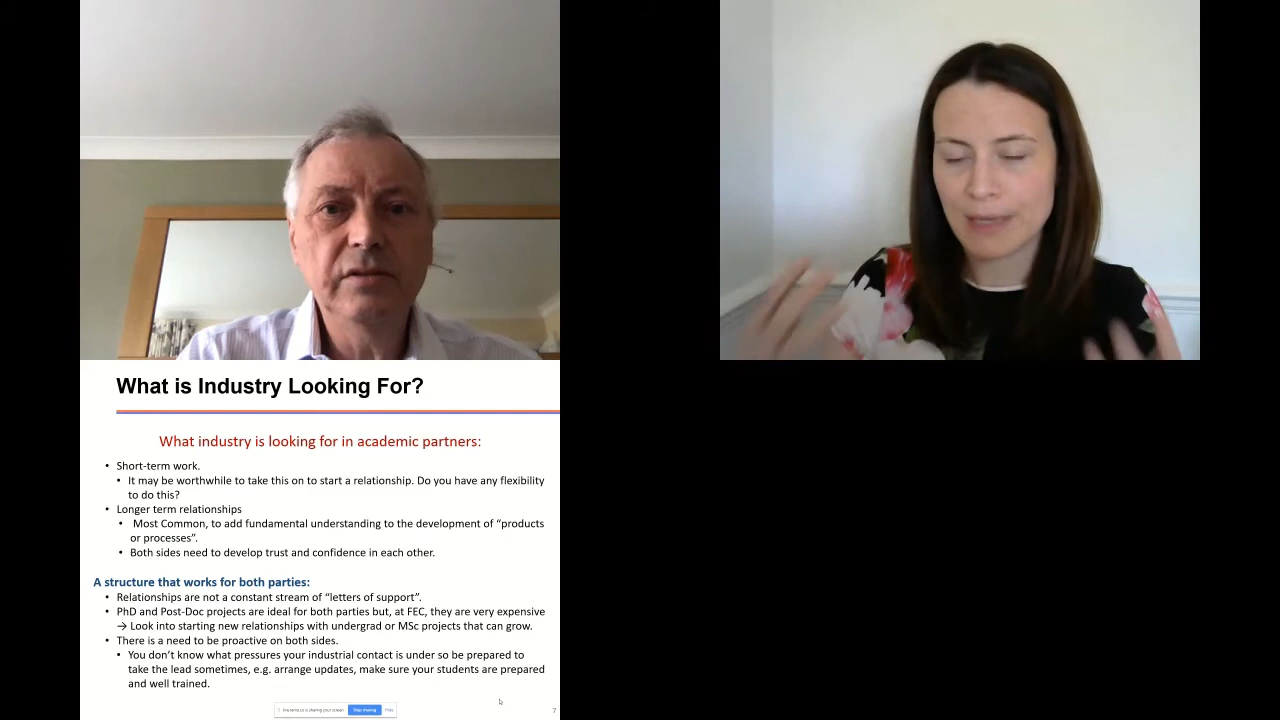 What is Industry Looking For?
What industry is looking for in academic partners:
• Short-term work.
• It may be worthwhile to take this on to start a relationship. Do you have any flexibility
to do this?
• Longer term relationships
• Most Common, to add fundamental understanding to the development of “products
or processes”.
• Both sides need to develop trust and confidence in each other.
A structure that works for both parties:
• Relationships are not a constant stream of “letters of support”.
• PhD and Post-Doc projects are ideal for both parties but, at FEC, they are very expensive
→ Look into starting new relationships with undergrad or MSc projects that can grow.
• There is a need to be proactive on both sides.
• You don’t know what pressures your industrial contact is under so be prepared to
take the lead sometimes, e.g. arrange updates, make sure your students are prepared
and well trained.
is sharing your screen Stop sharing Hide
7